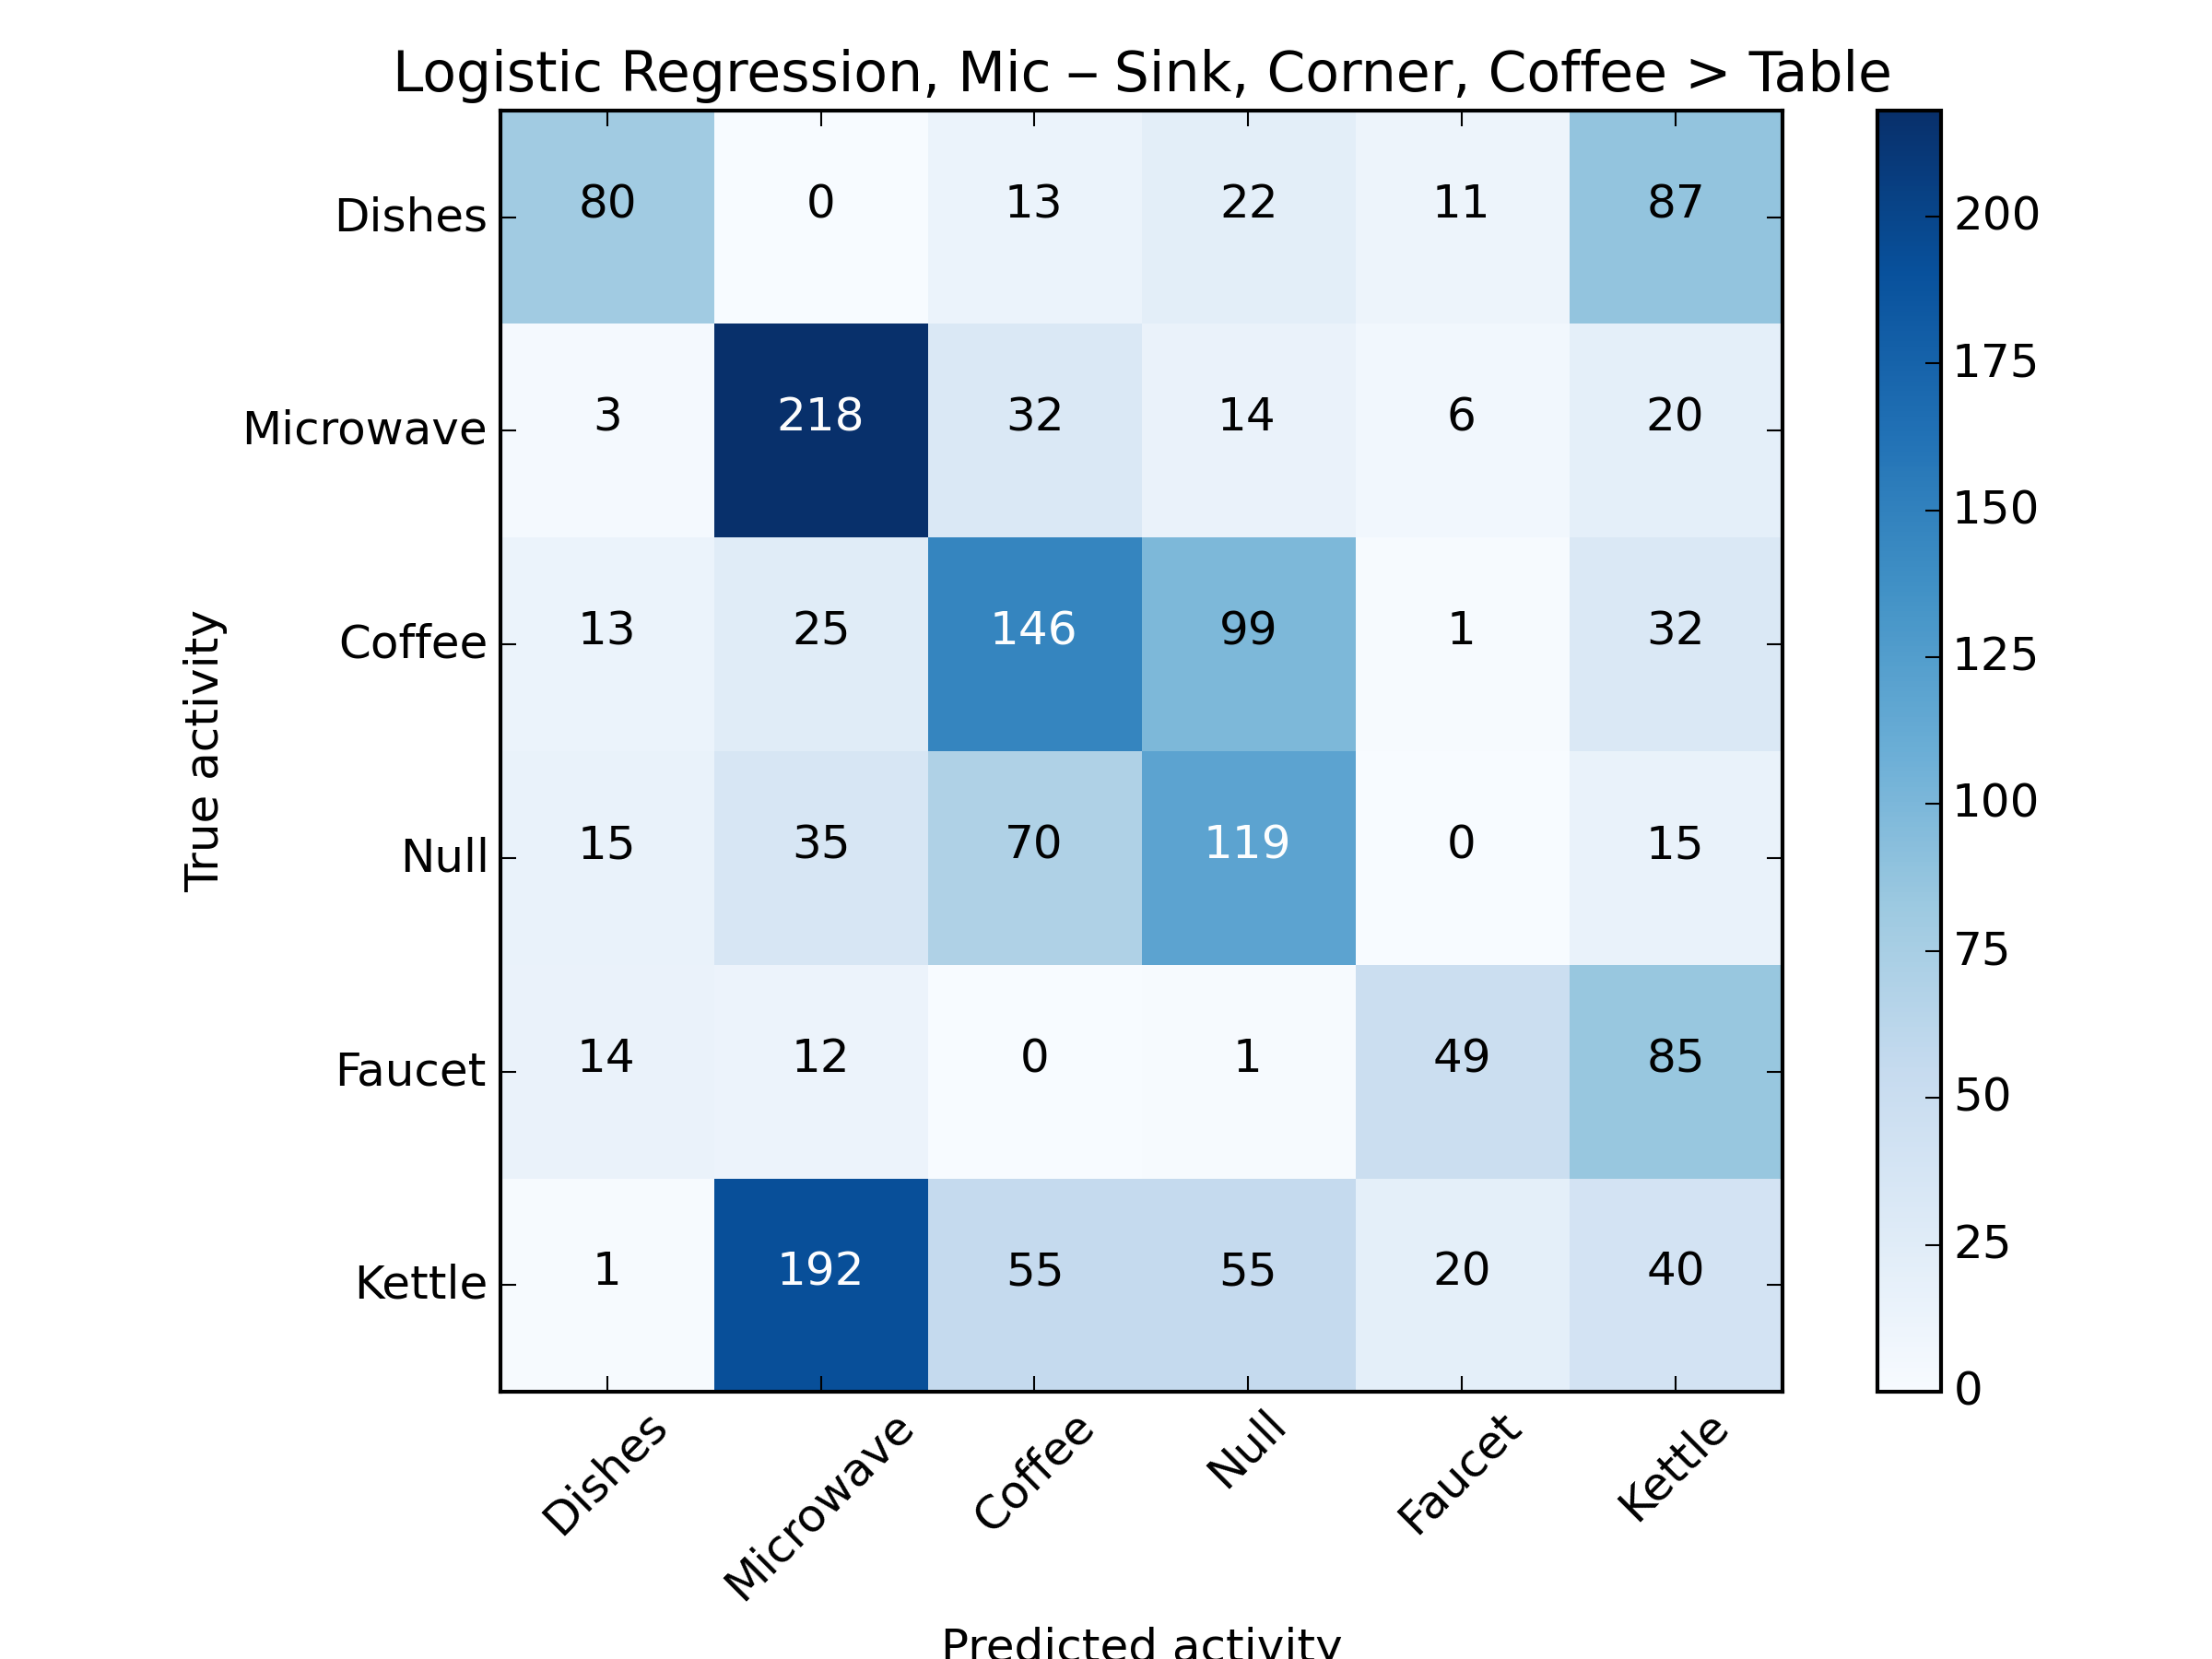 Logistic Regression, Mic – Sink, Corner, Coffee > Table
Dishes 80 0 13 22 11 87
Microwave 3 218 32 14 6 20
Coffee 13 25 146 99 1 32
Null 15 35 70 119 0 15
Faucet 14 12 0 1 49 85
Kettle 1 192 55 55 20 40
True activity
Dishes Microwave Coffee Null Faucet Kettle
Predicted activity
200
175
150
125
100
75
50
25
0